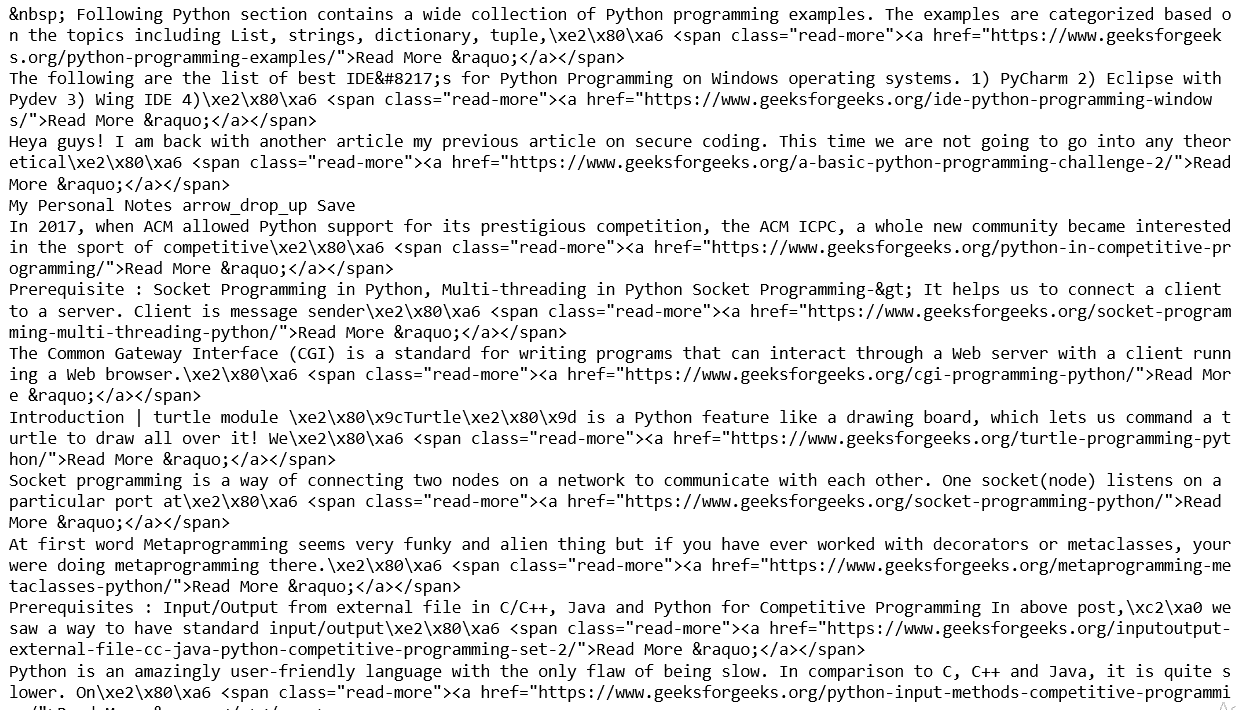 &nbsp; Following Python section contains a wide collection of Python programming examples. The examples are categorized based o
n the topics including List, strings, dictionary, tuple,\xe2\x80\xa6 <span class="read-more"><a href="https://www.geeksforgeek
s.org/python-programming-examples/">Read More &raquo;</a></span>
The following are the list of best IDE&#8217;s for Python Programming on Windows operating systems. 1) PyCharm 2) Eclipse with
Pydev 3) Wing IDE 4)\xe2\x80\xa6 <span class="read-more"><a href="https://www.geeksforgeeks.org/ide-python-programming-window
s/">Read More &raquo;</a></span>
Heya guys! I am back with another article my previous article on secure coding. This time we are not going to go into any theor
etical\xe2\x80\xa6 <span class="read-more"><a href="https://www.geeksforgeeks.org/a-basic-python-programming-challenge-2/">Read
More &raquo;</a></span>
My Personal Notes arrow_drop_up Save
In 2017, when ACM allowed Python support for its prestigious competition, the ACM ICPC, a whole new community became interested
in the sport of competitive\xe2\x80\xa6 <span class="read-more"><a href="https://www.geeksforgeeks.org/python-in-competitive-pr
ogramming/">Read More &raquo;</a></span>
Prerequisite : Socket Programming in Python, Multi-threading in Python Socket Programming-&gt; It helps us to connect a client
to a server. Client is message sender\xe2\x80\xa6 <span class="read-more"><a href="https://www.geeksforgeeks.org/socket-program
ming-multi-threading-python/">Read More &raquo;</a></span>
The Common Gateway Interface (CGI) is a standard for writing programs that can interact through a Web server with a client runn
ing a Web browser.\xe2\x80\xa6 <span class="read-more"><a href="https://www.geeksforgeeks.org/cgi-programming-python/">Read Mor
e &raquo;</a></span>
Introduction | turtle module \xe2\x80\x9cTurtle\xe2\x80\x9d is a Python feature like a drawing board, which lets us command a t
urtle to draw all over it! We\xe2\x80\xa6 <span class="read-more"><a href="https://www.geeksforgeeks.org/turtle-programming-pyt
hon/">Read More &raquo;</a></span>
Socket programming is a way of connecting two nodes on a network to communicate with each other. One socket(node) listens on a
particular port at\xe2\x80\xa6 <span class="read-more"><a href="https://www.geeksforgeeks.org/socket-programming-python/">Read
More &raquo;</a></span>
At first word Metaprogramming seems very funky and alien thing but if you have ever worked with decorators or metaclasses, your
were doing metaprogramming there.\xe2\x80\xa6 <span class="read-more"><a href="https://www.geeksforgeeks.org/metaprogramming-me
taclasses-python/">Read More &raquo;</a></span>
Prerequisites : Input/Output from external file in C/C++, Java and Python for Competitive Programming In above post,\xc2\xa0 we
saw a way to have standard input/output\xe2\x80\xa6 <span class="read-more"><a href="https://www.geeksforgeeks.org/inputoutput-
external-file-cc-java-python-competitive-programming-set-2/">Read More &raquo;</a></span>
Python is an amazingly user-friendly language with the only flaw of being slow. In comparison to C, C++ and Java, it is quite s
lower. On\xe2\x80\xa6 <span class="read-more"><a href="https://www.geeksforgeeks.org/python-input-methods-competitive-programmi